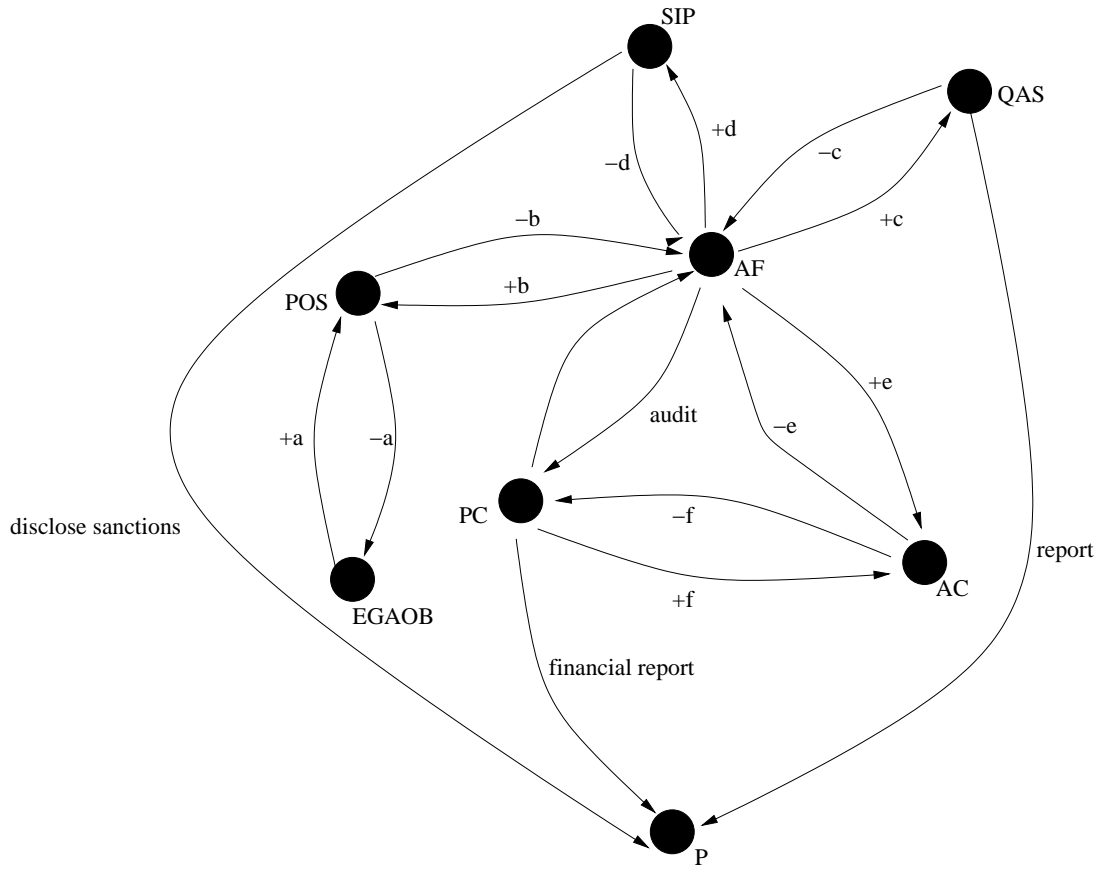 SIP
QAS
+d
−c
−d
−b
+c
AF
+b
POS
+e
audit
−e
+a
−a
PC
−f
disclose sanctions
report
AC
+f
EGAOB
financial report
P